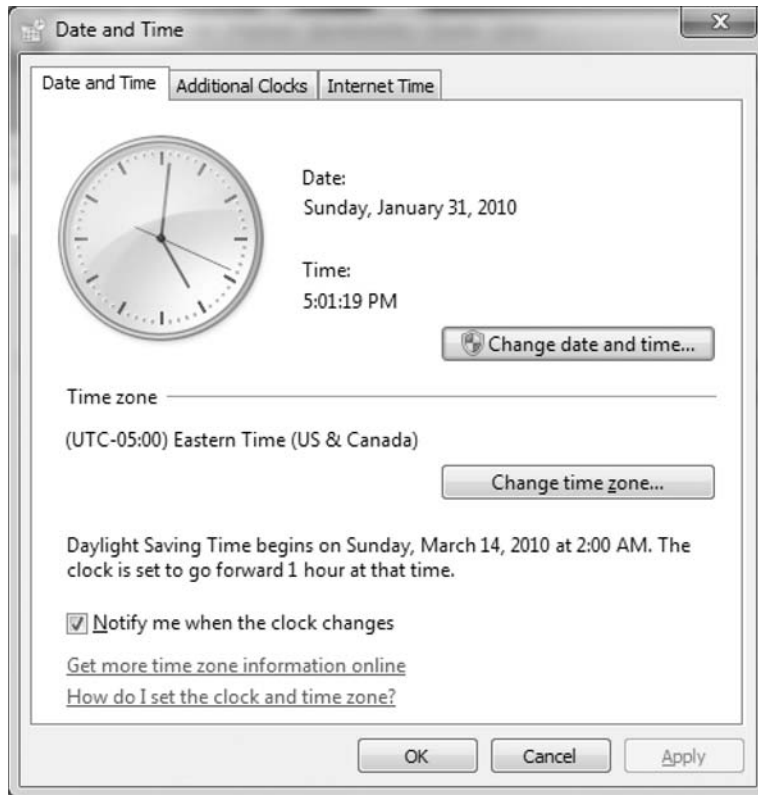 Date and Time
Date and Time
Additional Clocks
Internet Time
Date:
Sunday, January 31, 2010
Time:
5:01:19 PM
Change date and time...
Time zone
(UTC-05:00) Eastern Time (US & Canada)
Change time zone...
Daylight Saving Time begins on Sunday, March 14, 2010 at 2:00 AM. The
clock is set to go forward 1 hour at that time.
Notify me when the clock changes
Get more time zone information online
How do I set the clock and time zone?
OK
Cancel
Apply